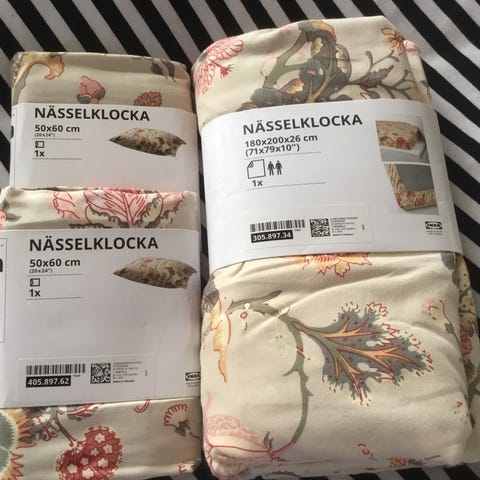 NÄSSELKLOCKA
50x60 cm
(20x24")
1x
NÄSSELKLOCKA
50x60 cm
(20x24")
1x
405.897.62
NÄSSELKLOCKA
180x200x26 cm
(71x79x10")
1x
305.897.34
IKEA